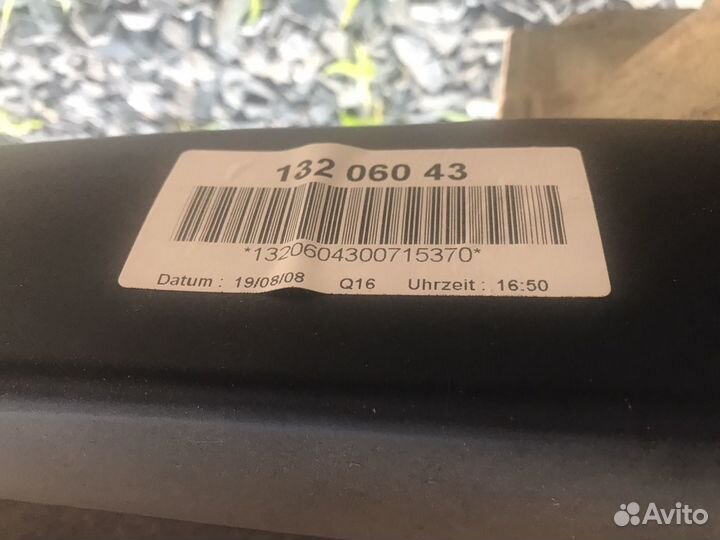 132 060 43
*1320604300715370*
Datum : 19/08/08 Q16 Uhrzeit : 16:50
Avito